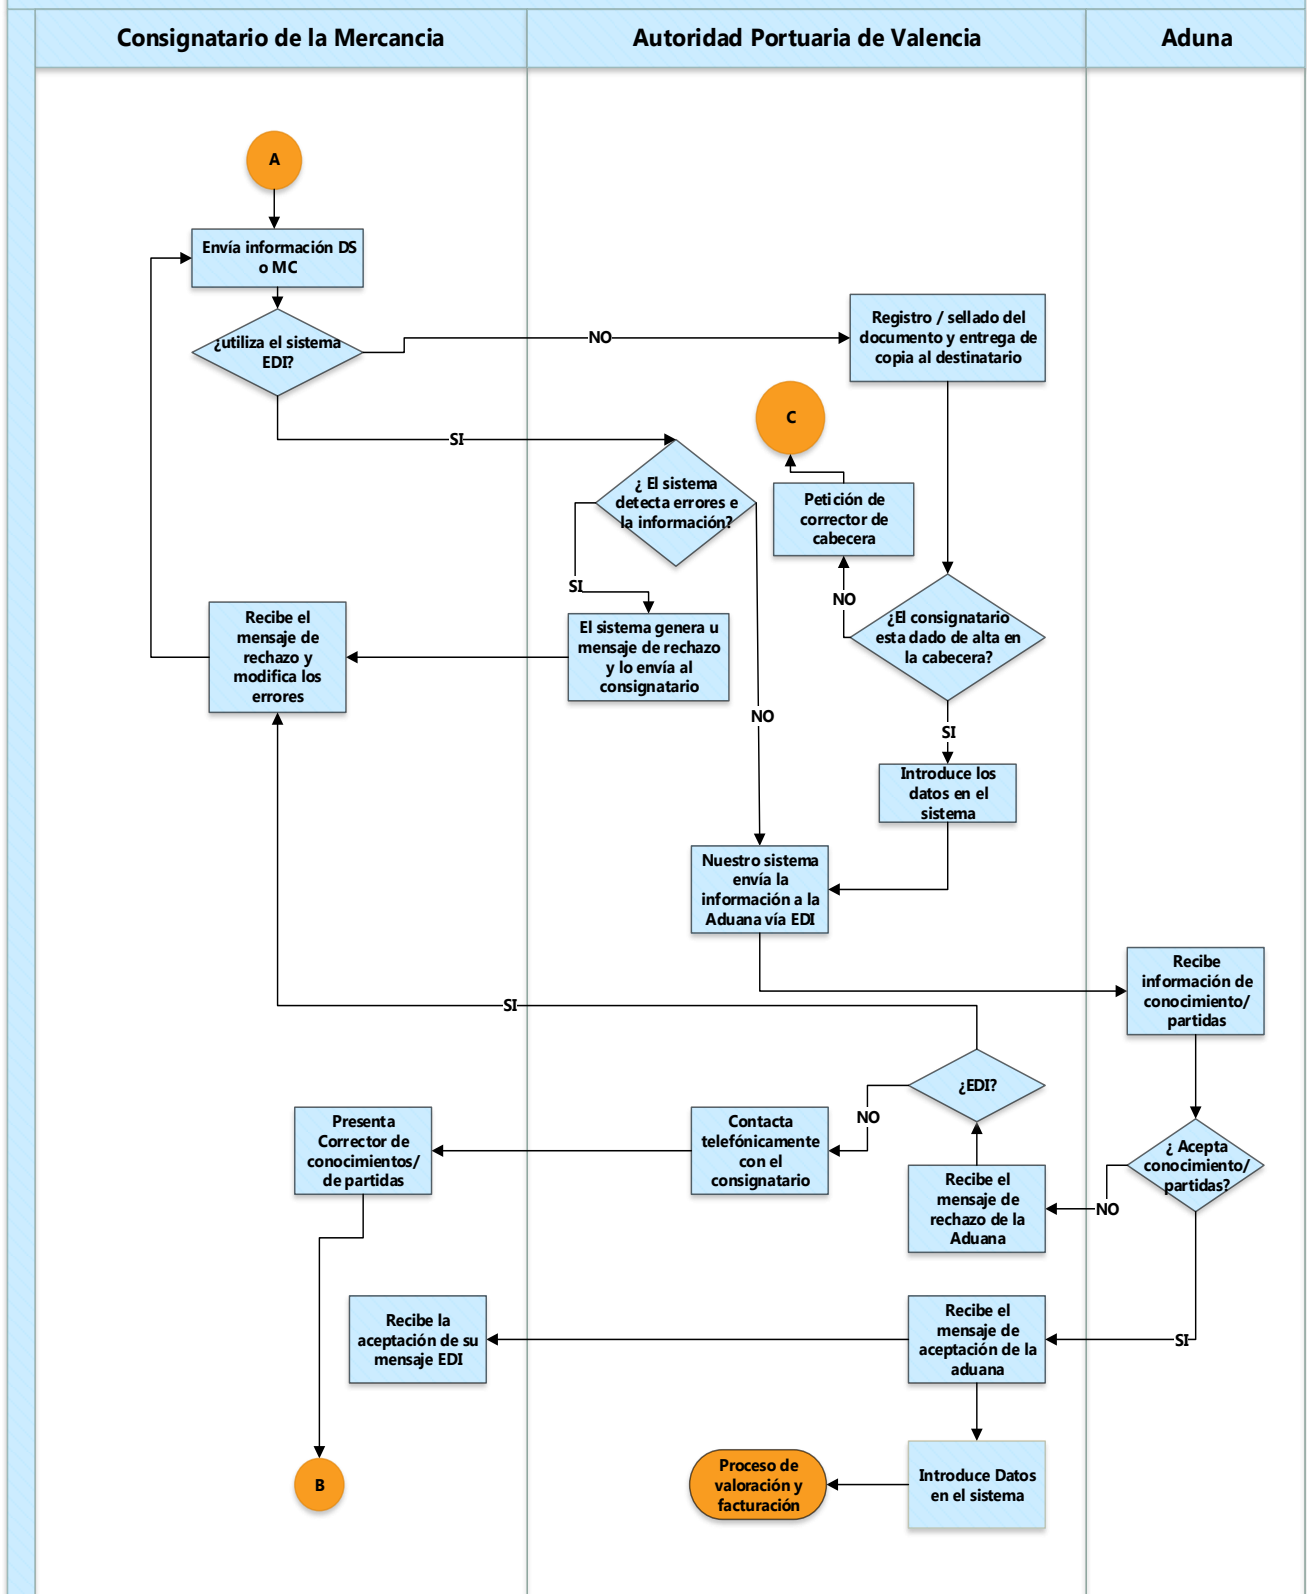 Consignatario de la Mercancia
Autoridad Portuaria de Valencia
Aduna
A
Envía información DS
o MC
¿utiliza el sistema
EDI?
NO
Registro / sellado del
documento y entrega de
copia al destinatario
SI
C
¿ El sistema
detecta errores e
la información?
Petición de
corrector de
cabecera
SI
NO
¿El consignatario
esta dado de alta en
la cabecera?
Recibe el
mensaje de
rechazo y
modifica los
errores
El sistema genera u
mensaje de rechazo
y lo envía al
consignatario
NO
SI
Introduce los
datos en el
sistema
Nuestro sistema
envía la
información a la
Aduana vía EDI
Recibe
información de
conocimiento/
partidas
SI
¿EDI?
NO
Presenta
Corrector de
conocimientos/
de partidas
Contacta
telefónicamente
con el
consignatario
¿ Acepta
conocimiento/
partidas?
Recibe el
mensaje de
rechazo de la
Aduana
NO
Recibe la
aceptación de su
mensaje EDI
Recibe el
mensaje de
aceptación de la
aduana
SI
B
Proceso de
valoración y
facturación
Introduce Datos
en el sistema